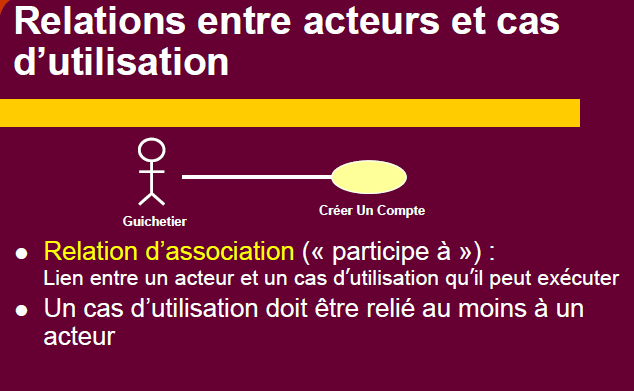 Relations entre acteurs et cas
d’utilisation
Guichetier
Créer Un Compte
● Relation d’association (« participe à ») :
Lien entre un acteur et un cas d’utilisation qu’il peut exécuter
● Un cas d’utilisation doit être relié au moins à un
acteur